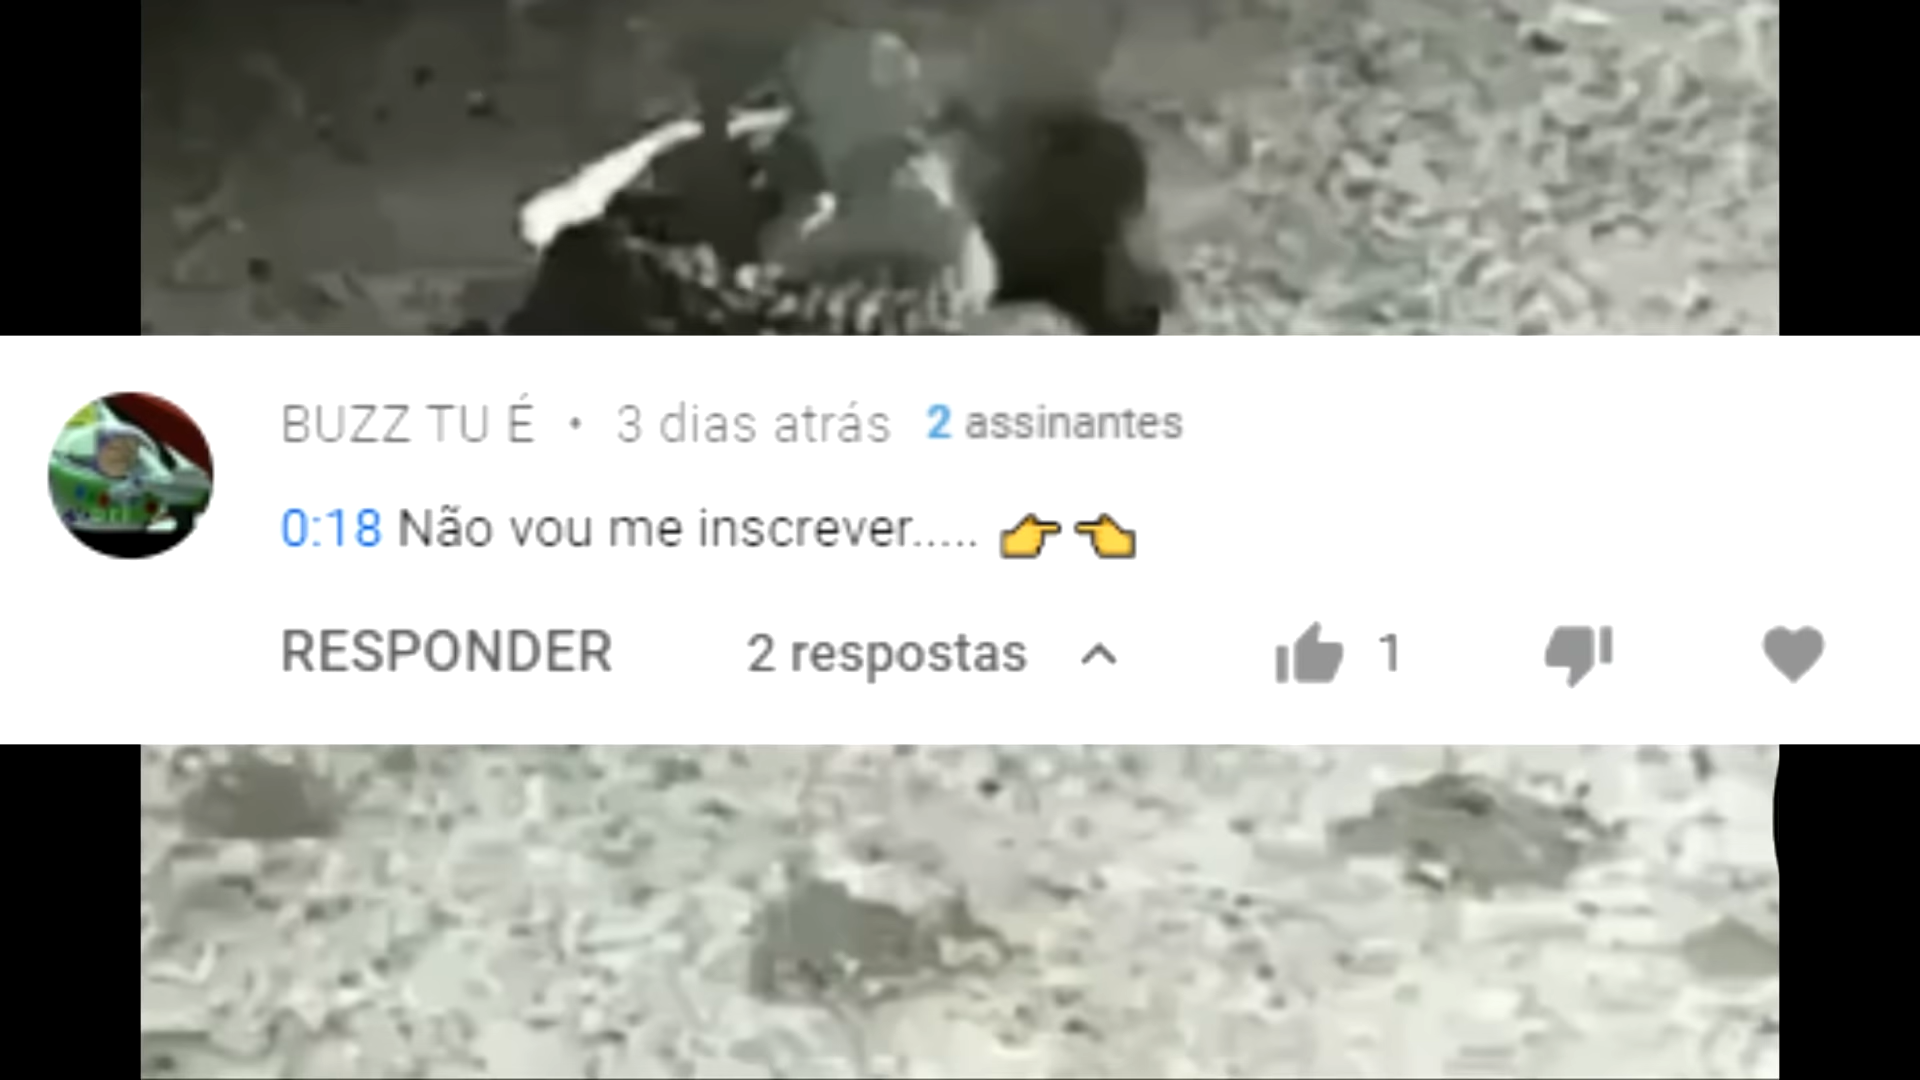 BUZZ TU É • 3 dias atrás 2 assinantes
0:18 Não vou me inscrever..... 👉👈
RESPONDER 2 respostas 1